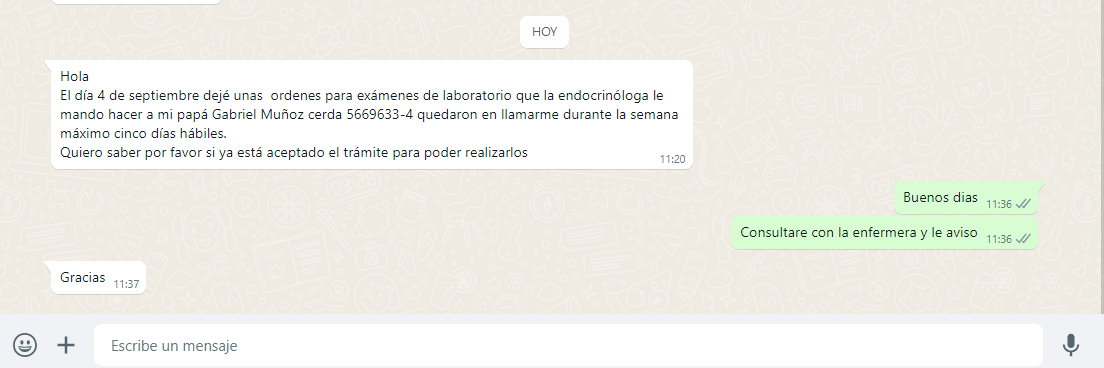 HOY
Hola
El día 4 de septiembre dejé unas ordenes para exámenes de laboratorio que la endocrinóloga le
mando hacer a mi papá Gabriel Muñoz cerda 5669633-4 quedaron en llamarme durante la semana
máximo cinco días hábiles.
Quiero saber por favor si ya está aceptado el trámite para poder realizarlos
11:20
Buenos dias 11:36
Consultare con la enfermera y le aviso 11:36
Gracias 11:37
Escribe un mensaje